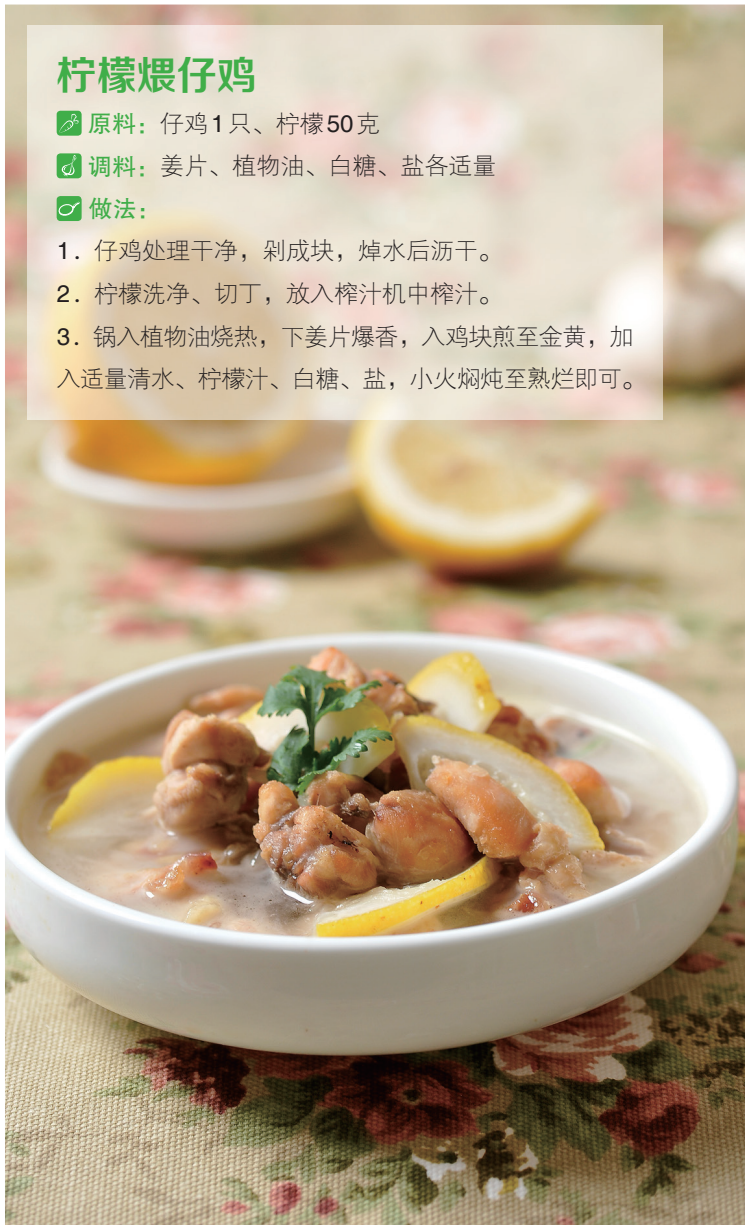 柠檬煨仔鸡
原料：仔鸡1只、柠檬50克
调料：姜片、植物油、白糖、盐各适量
做法：
1. 仔鸡处理干净，剁成块，焯水后沥干。
2. 柠檬洗净、切丁，放入榨汁机中榨汁。
3. 锅入植物油烧热，下姜片爆香，入鸡块煎至金黄，加
入适量清水、柠檬汁、白糖、盐，小火焖炖至熟烂即可。